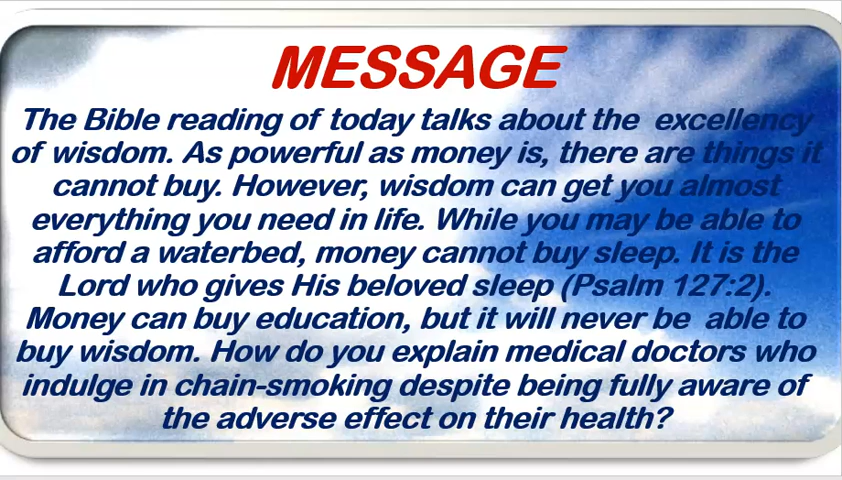 MESSAGE
The Bible reading of today talks about the excellency
of wisdom. As powerful as money is, there are things it
cannot buy. However, wisdom can get you almost
everything you need in life. While you may be able to
afford a waterbed, money cannot buy sleep. It is the
Lord who gives His beloved sleep (Psalm 127:2).
Money can buy education, but it will never be able to
buy wisdom. How do you explain medical doctors who
indulge in chain-smoking despite being fully aware of
the adverse effect on their health?